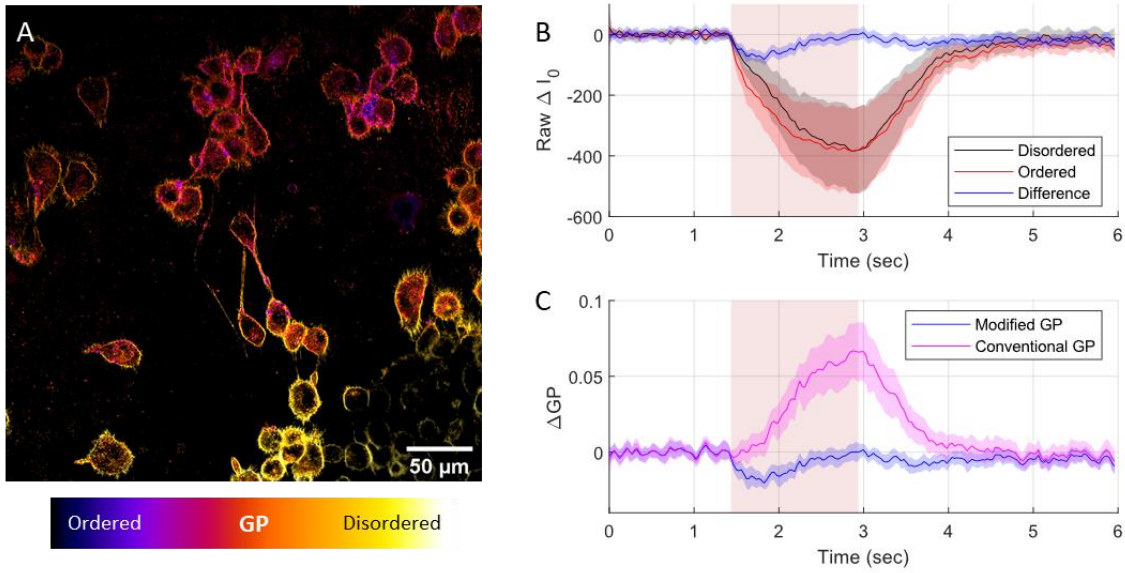 A
50 µm
Ordered GP Disordered
B
0
-200
-400
-600
Raw Δ I0
0 1 2 3 4 5 6
Time (sec)
Disordered
Ordered
Difference
C
0.1
0.05
0
ΔGP
0 1 2 3 4 5 6
Time (sec)
Modified GP
Conventional GP